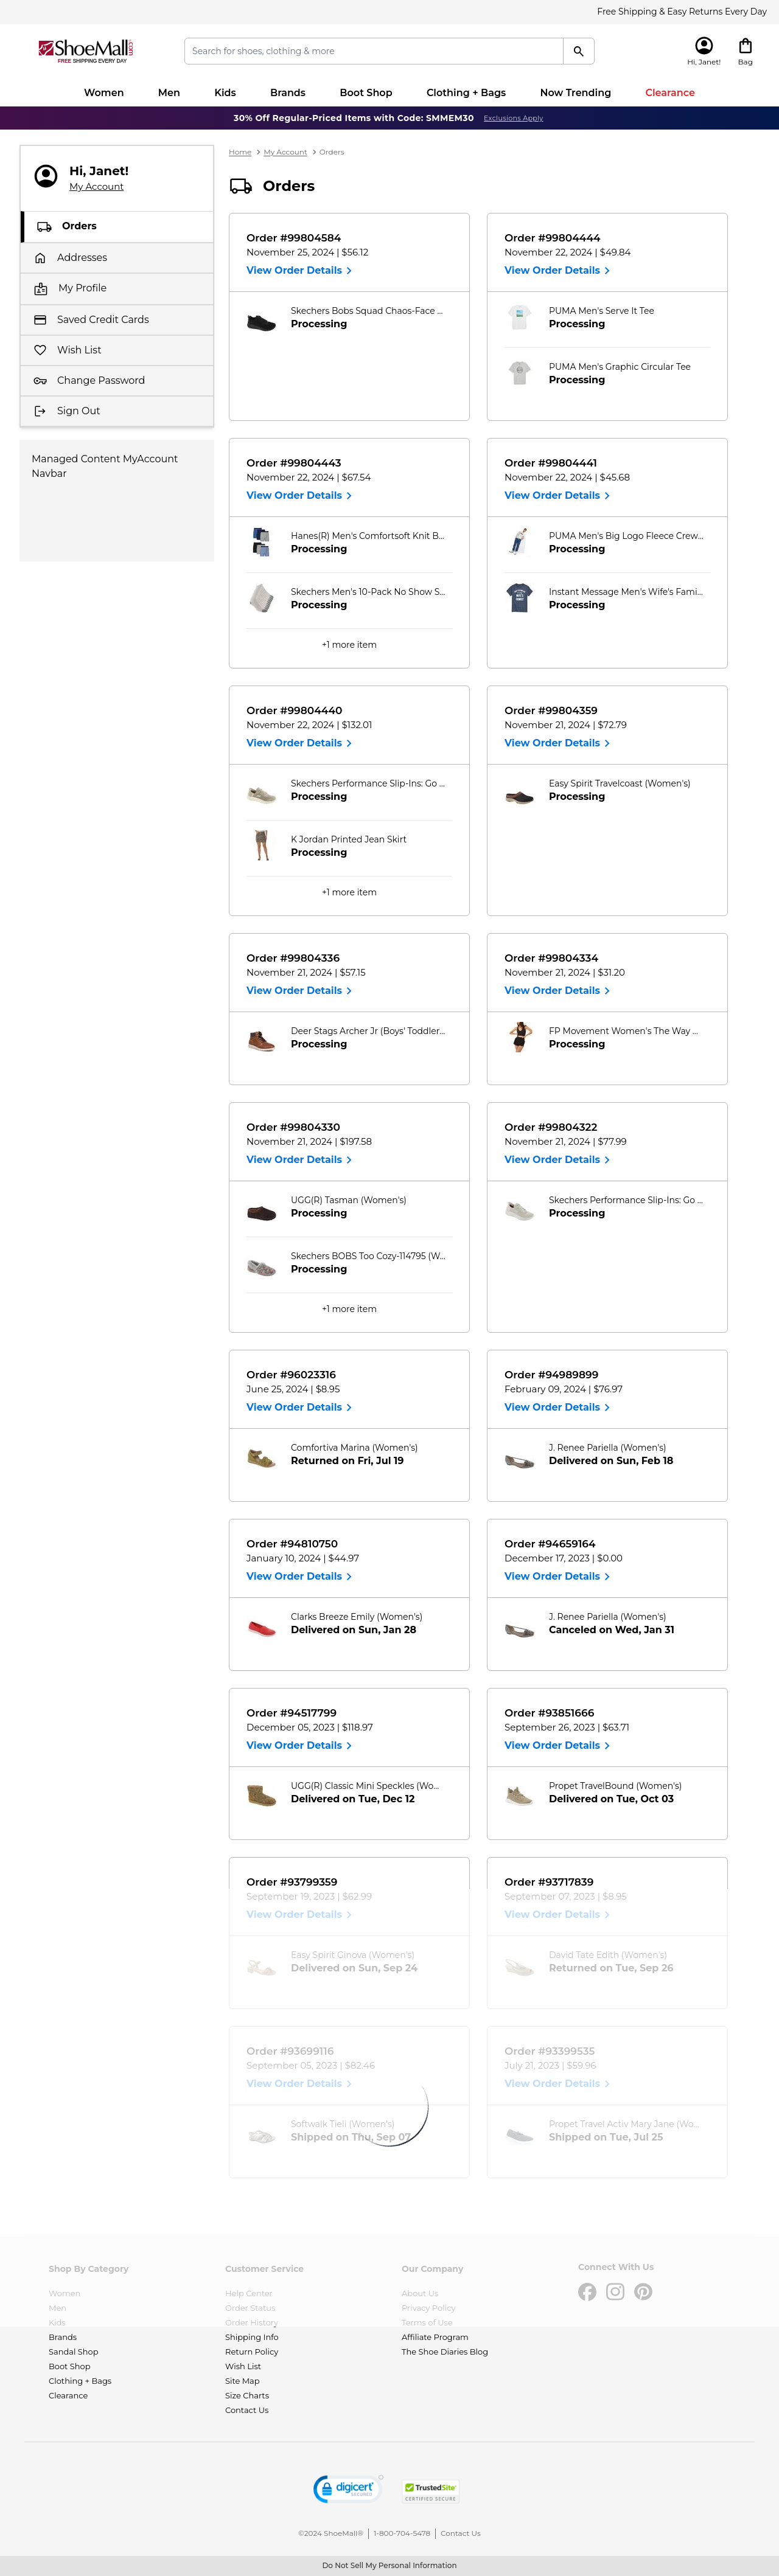 Free Shipping & Easy Returns Every Day
ShoeMall.com
FREE SHIPPING EVERY DAY
Search for shoes, clothing & more
Hi, Janet!
Bag
Women Men Kids Brands Boot Shop Clothing + Bags Now Trending Clearance
30% Off Regular-Priced Items with Code: SMMEM30 Exclusions Apply
Hi, Janet!
My Account
Orders
Addresses
My Profile
Saved Credit Cards
Wish List
Change Password
Sign Out
Managed Content MyAccount
Navbar
Home > My Account > Orders
Orders
Order #99804584
November 25, 2024 | $56.12
View Order Details
Skechers Bobs Squad Chaos-Face ...
Processing
Order #99804444
November 22, 2024 | $49.84
View Order Details
PUMA Men's Serve It Tee
Processing
PUMA Men's Graphic Circular Tee
Processing
Order #99804443
November 22, 2024 | $67.54
View Order Details
Hanes(R) Men's Comfortsoft Knit B...
Processing
Skechers Men's 10-Pack No Show S...
Processing
+1 more item
Order #99804441
November 22, 2024 | $45.68
View Order Details
PUMA Men's Big Logo Fleece Crew...
Processing
Instant Message Men's Wife's Fami...
Processing
Order #99804440
November 22, 2024 | $132.01
View Order Details
Skechers Performance Slip-Ins: Go ...
Processing
K Jordan Printed Jean Skirt
Processing
+1 more item
Order #99804359
November 21, 2024 | $72.79
View Order Details
Easy Spirit Travelcoast (Women's)
Processing
Order #99804336
November 21, 2024 | $57.15
View Order Details
Deer Stags Archer Jr (Boys' Toddler...
Processing
Order #99804334
November 21, 2024 | $31.20
View Order Details
FP Movement Women's The Way ...
Processing
Order #99804330
November 21, 2024 | $197.58
View Order Details
UGG(R) Tasman (Women's)
Processing
Skechers BOBS Too Cozy-114795 (W...
Processing
+1 more item
Order #99804322
November 21, 2024 | $77.99
View Order Details
Skechers Performance Slip-Ins: Go ...
Processing
Order #96023316
June 25, 2024 | $8.95
View Order Details
Comfortiva Marina (Women's)
Returned on Fri, Jul 19
Order #94989899
February 09, 2024 | $76.97
View Order Details
J. Renee Pariella (Women's)
Delivered on Sun, Feb 18
Order #94810750
January 10, 2024 | $44.97
View Order Details
Clarks Breeze Emily (Women's)
Delivered on Sun, Jan 28
Order #94659164
December 17, 2023 | $0.00
View Order Details
J. Renee Pariella (Women's)
Canceled on Wed, Jan 31
Order #94517799
December 05, 2023 | $118.97
View Order Details
UGG(R) Classic Mini Speckles (Wo...
Delivered on Tue, Dec 12
Order #93851666
September 26, 2023 | $63.71
View Order Details
Propet TravelBound (Women's)
Delivered on Tue, Oct 03
Order #93799359
September 19, 2023 | $62.99
View Order Details
Easy Spirit Ginova (Women's)
Delivered on Sun, Sep 24
Order #93717839
September 07, 2023 | $8.95
View Order Details
David Tate Edith (Women's)
Returned on Tue, Sep 26
Order #93699116
September 05, 2023 | $82.46
View Order Details
Softwalk Tieli (Women's)
Shipped on Thu, Sep 07
Order #93399535
July 21, 2023 | $59.96
View Order Details
Propet Travel Activ Mary Jane (Wo...
Shipped on Tue, Jul 25
Shop By Category
Women
Men
Kids
Brands
Sandal Shop
Boot Shop
Clothing + Bags
Clearance
Customer Service
Help Center
Order Status
Order History
Shipping Info
Return Policy
Wish List
Site Map
Size Charts
Contact Us
Our Company
About Us
Privacy Policy
Terms of Use
Affiliate Program
The Shoe Diaries Blog
Connect With Us
digicert
SECURED
TrustedSite
CERTIFIED SECURE
©2024 ShoeMall® | 1-800-704-5478 | Contact Us
Do Not Sell My Personal Information